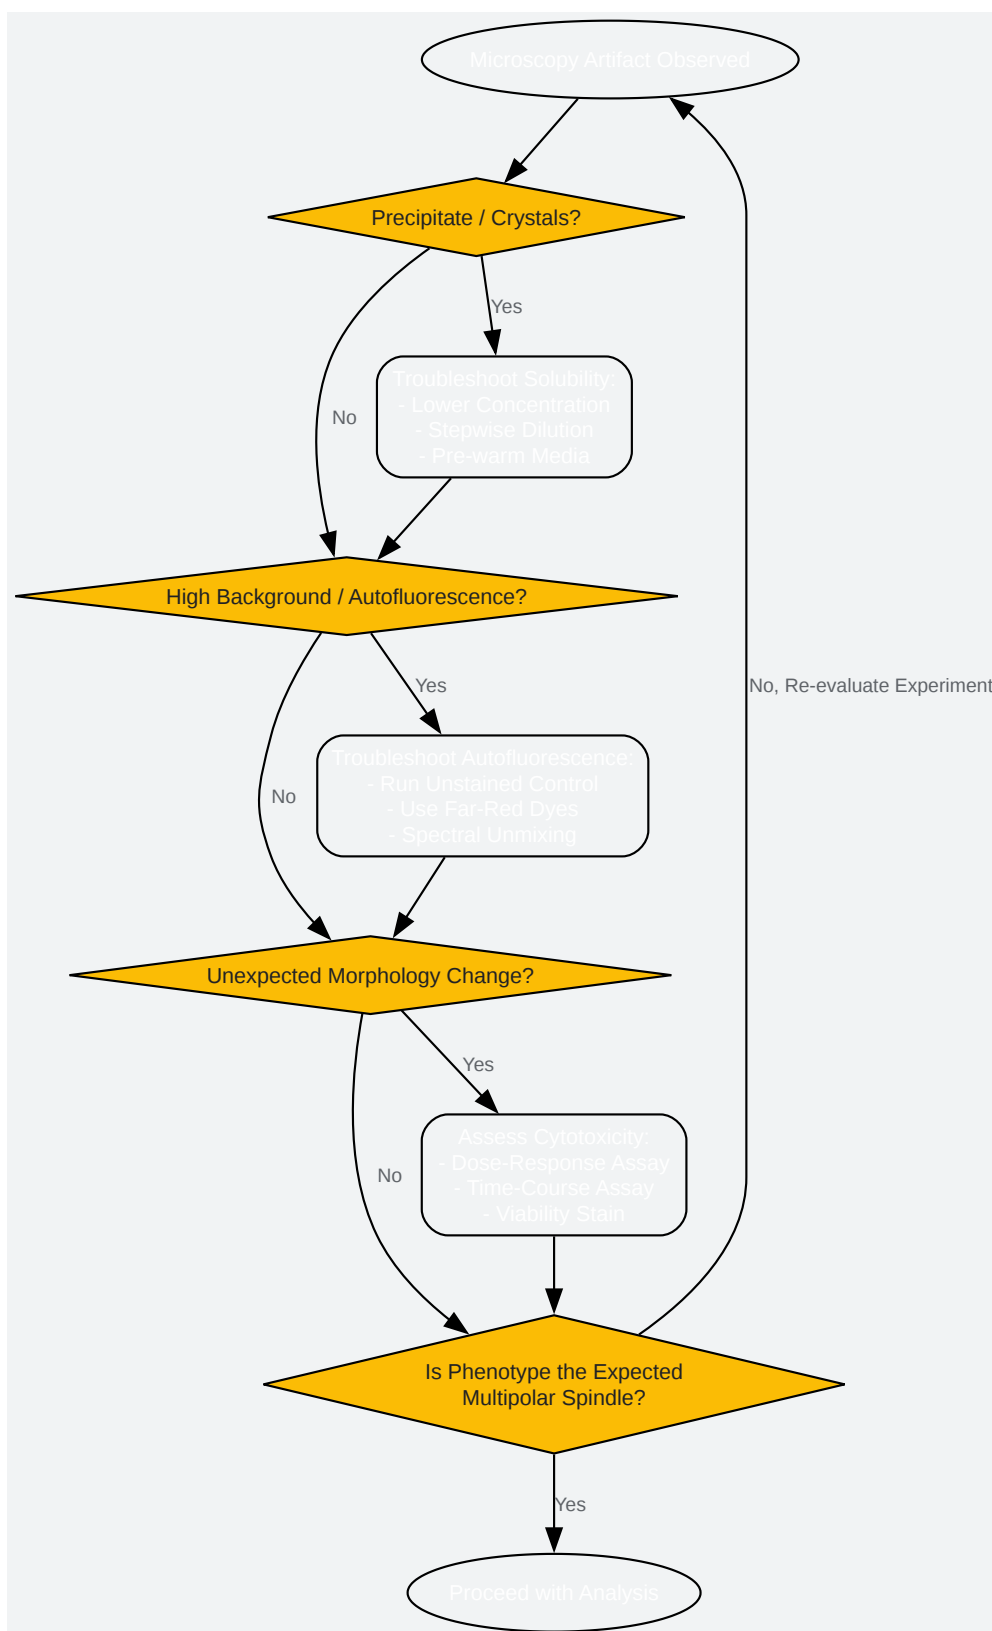 Microscopy Artifact Observed
Precipitate / Crystals?
Yes
No
Troubleshoot Solubility:
- Lower Concentration
- Stepwise Dilution
- Pre-warm Media
High Background / Autofluorescence?
Yes
No
Troubleshoot Autofluorescence:
- Run Unstained Control
- Use Far-Red Dyes
- Spectral Unmixing
No, Re-evaluate Experiment
Unexpected Morphology Change?
Yes
No
Assess Cytotoxicity:
- Dose-Response Assay
- Time-Course Assay
- Viability Stain
Is Phenotype the Expected
Multipolar Spindle?
Yes
Proceed with Analysis